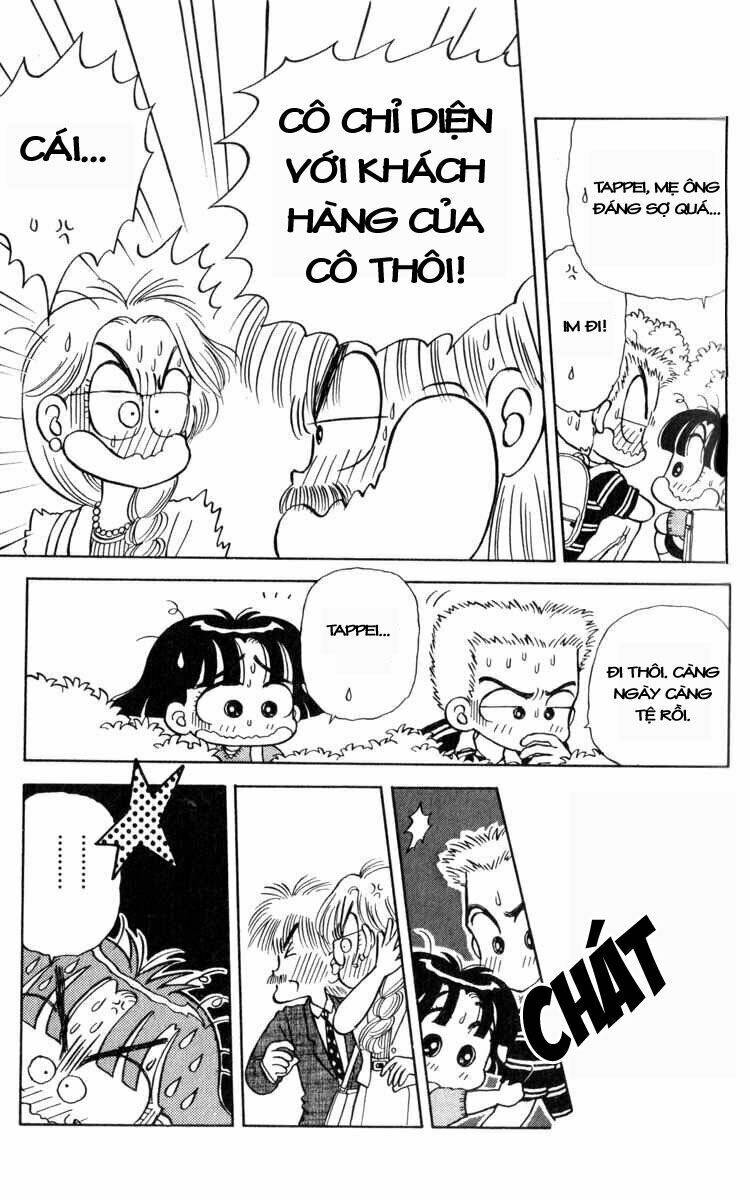 CÁI...
CÔ CHỈ DIỆN
VỚI KHÁCH
HÀNG CỦA
CÔ THÔI!
TAPPEI, MẸ ÔNG
ĐÁNG SỢ QUÁ...
IM ĐI!
TAPPEI...
ĐI THÔI. CÀNG
NGÀY CÀNG
TỆ RỒI.
CHÁT